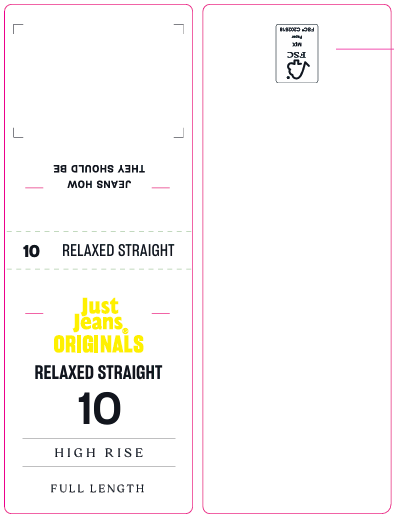 JEANS HOW
THEY SHOULD BE
10 RELAXED STRAIGHT
Just
Jeans
ORIGINALS
RELAXED STRAIGHT
10
HIGH RISE
FULL LENGTH
FSC
MIX
Paper